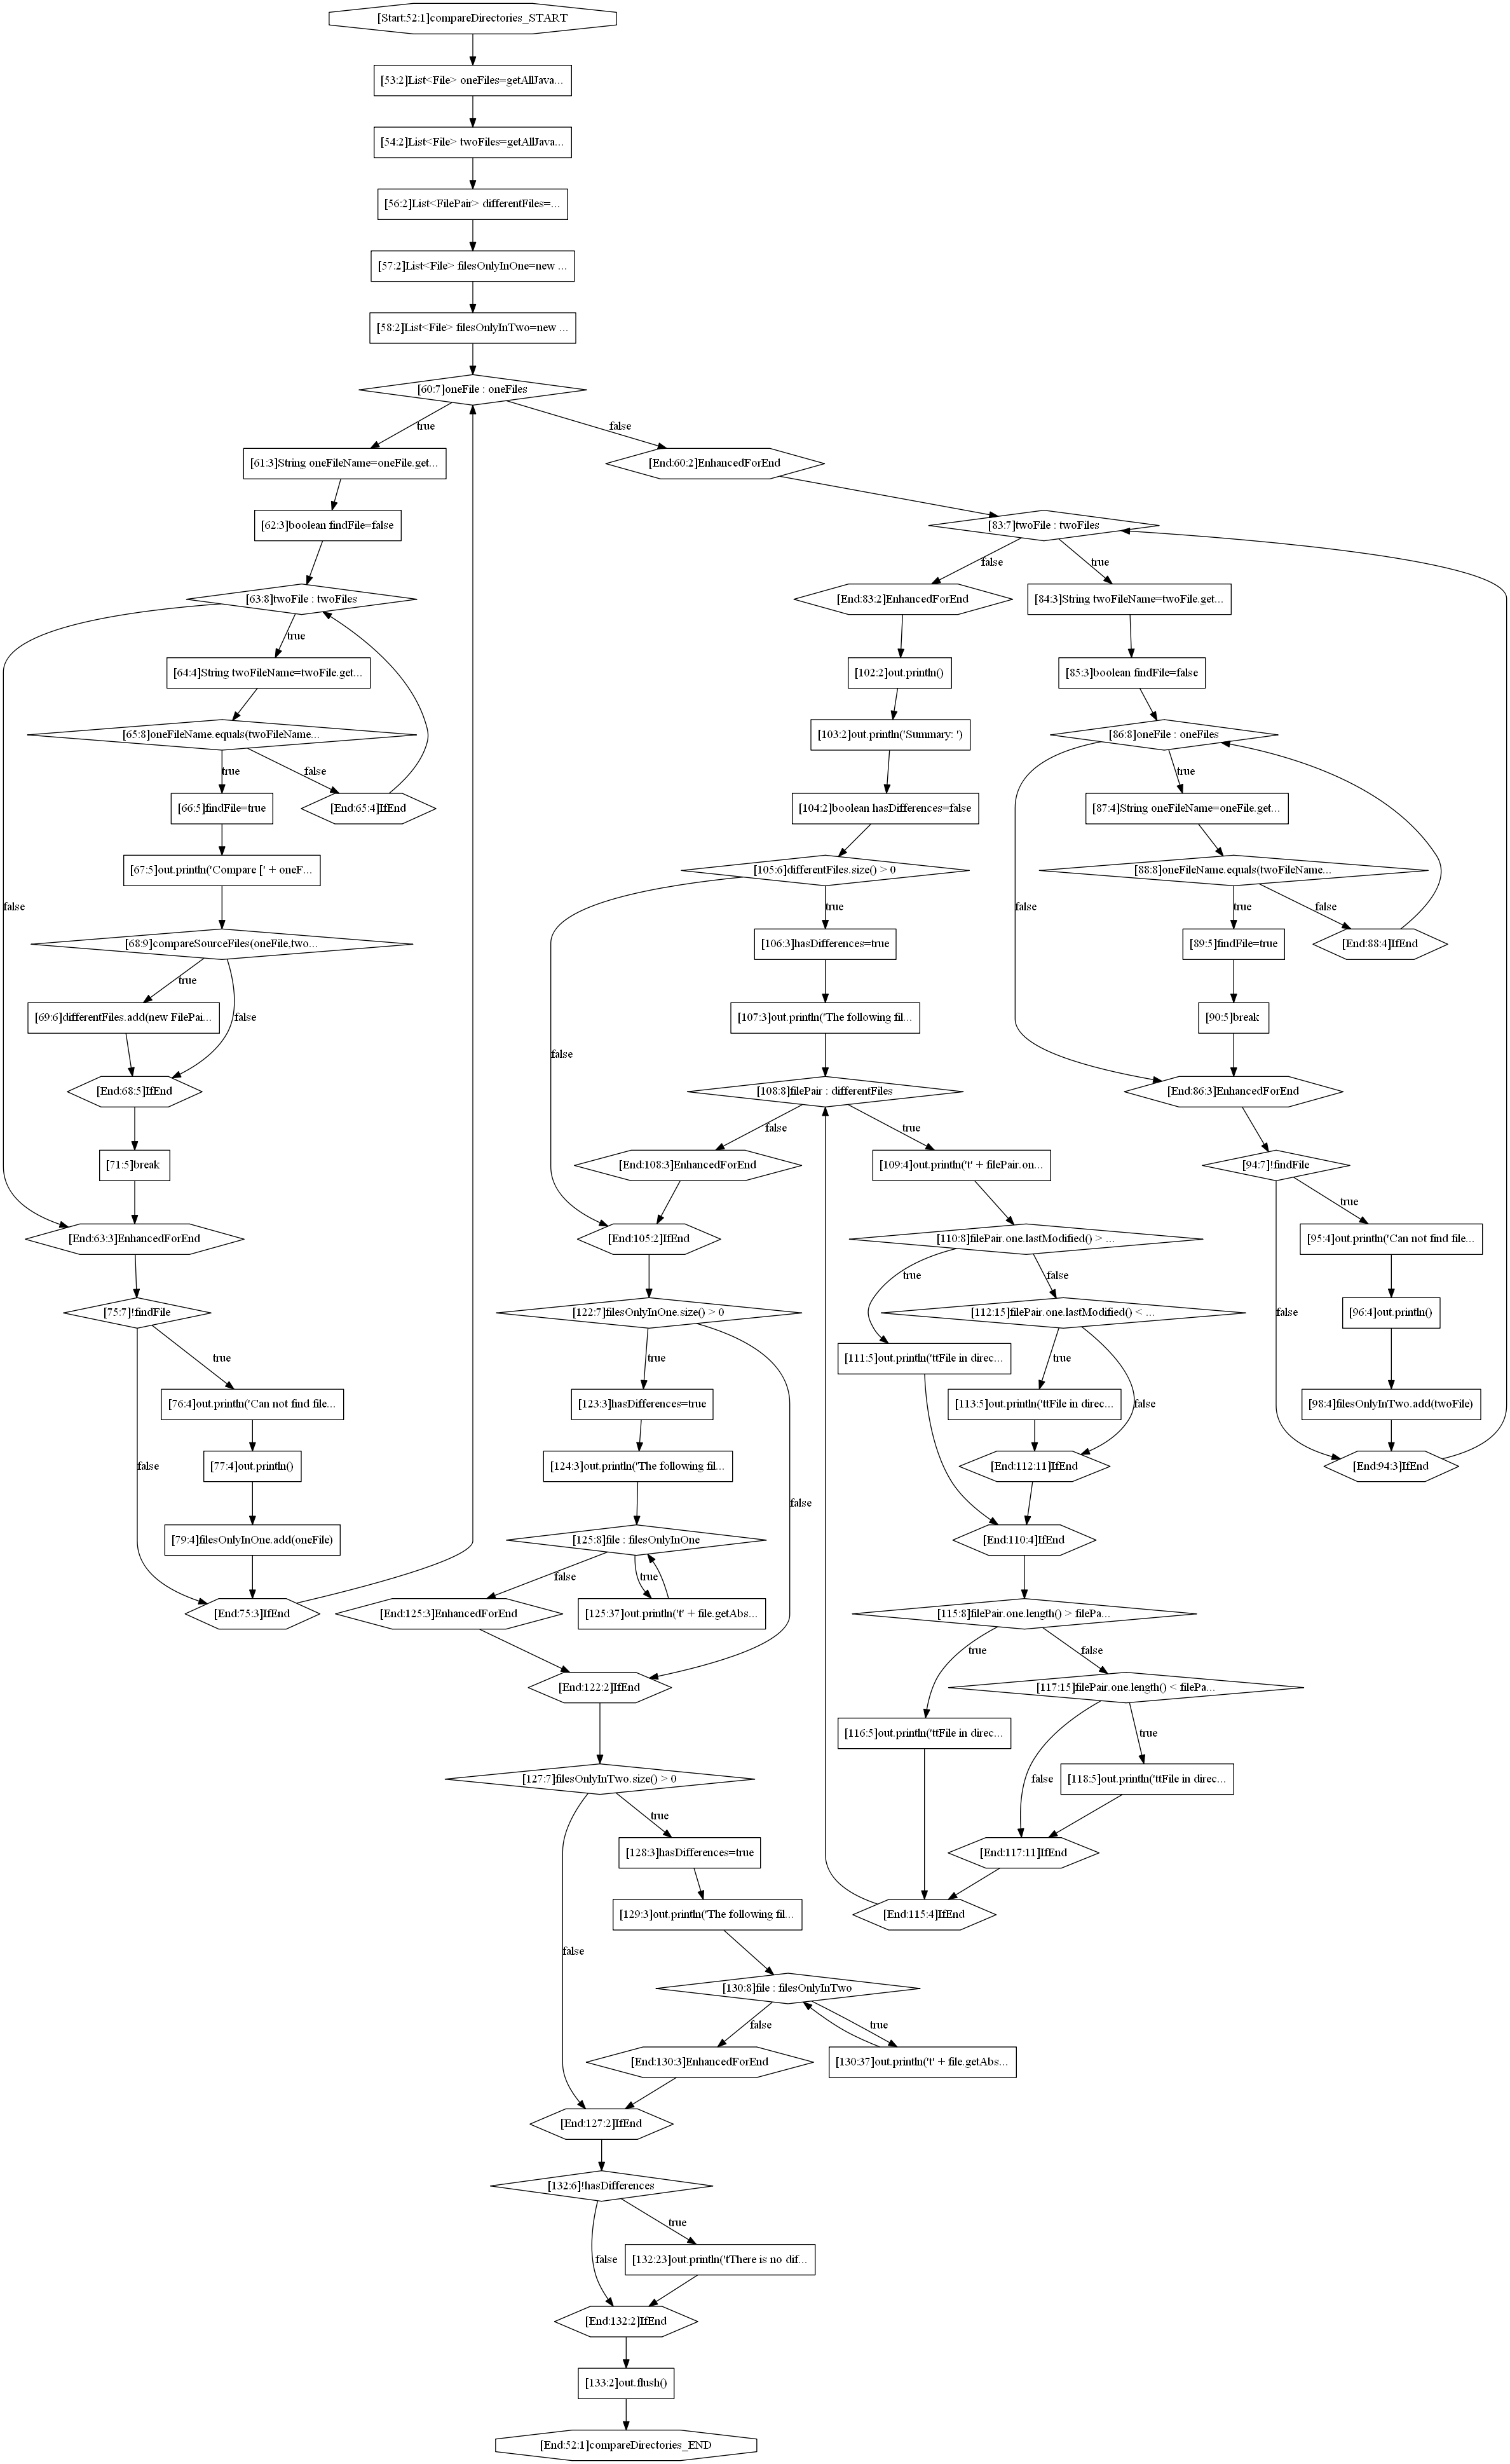 [Start:52:1]compareDirectories_START
[53:2]List<File> oneFiles=getAllJava...
[54:2]List<File> twoFiles=getAllJava...
[56:2]List<FilePair> differentFiles=...
[57:2]List<File> filesOnlyInOne=new ...
[58:2]List<File> filesOnlyInTwo=new ...
[60:7]oneFile : oneFiles
true
false
[61:3]String oneFileName=oneFile.get...
[End:60:2]EnhancedForEnd
[62:3]boolean findFile=false
[83:7]twoFile : twoFiles
false
true
[63:8]twoFile : twoFiles
[End:83:2]EnhancedForEnd
[84:3]String twoFileName=twoFile.get...
true
[64:4]String twoFileName=twoFile.get...
[102:2]out.println()
[85:3]boolean findFile=false
[65:8]oneFileName.equals(twoFileName...
[103:2]out.println('Summary: ')
[86:8]oneFile : oneFiles
true
false
true
[66:5]findFile=true
[End:65:4]IfEnd
[104:2]boolean hasDifferences=false
[87:4]String oneFileName=oneFile.get...
[67:5]out.println('Compare [' + oneF...
[105:6]differentFiles.size() > 0
[88:8]oneFileName.equals(twoFileName...
false
true
false
true
false
[68:9]compareSourceFiles(oneFile,two...
[106:3]hasDifferences=true
[89:5]findFile=true
[End:88:4]IfEnd
true
[69:6]differentFiles.add(new FilePai...
false
[107:3]out.println('The following fil...
[90:5]break
false
[End:68:5]IfEnd
[108:8]filePair : differentFiles
[End:86:3]EnhancedForEnd
false
true
[71:5]break
[End:108:3]EnhancedForEnd
[109:4]out.println('t' + filePair.on...
[94:7]!findFile
true
[End:63:3]EnhancedForEnd
[End:105:2]IfEnd
[110:8]filePair.one.lastModified() > ...
[95:4]out.println('Can not find file...
true
false
[75:7]!findFile
[122:7]filesOnlyInOne.size() > 0
[112:15]filePair.one.lastModified() < ...
false
[96:4]out.println()
true
true
[111:5]out.println('ttFile in direc...
true
[76:4]out.println('Can not find file...
[123:3]hasDifferences=true
[113:5]out.println('ttFile in direc...
false
[98:4]filesOnlyInTwo.add(twoFile)
false
[77:4]out.println()
[124:3]out.println('The following fil...
[End:112:11]IfEnd
[End:94:3]IfEnd
false
[79:4]filesOnlyInOne.add(oneFile)
[125:8]file : filesOnlyInOne
[End:110:4]IfEnd
false
true
[End:75:3]IfEnd
[End:125:3]EnhancedForEnd
[125:37]out.println('t' + file.getAbs...
[115:8]filePair.one.length() > filePa...
true
false
[End:122:2]IfEnd
[117:15]filePair.one.length() < filePa...
[116:5]out.println('ttFile in direc...
true
[127:7]filesOnlyInTwo.size() > 0
false
[118:5]out.println('ttFile in direc...
true
[128:3]hasDifferences=true
[End:117:11]IfEnd
[129:3]out.println('The following fil...
[End:115:4]IfEnd
false
[130:8]file : filesOnlyInTwo
false
true
[End:130:3]EnhancedForEnd
[130:37]out.println('t' + file.getAbs...
[End:127:2]IfEnd
[132:6]!hasDifferences
true
false
[132:23]out.println('tThere is no dif...
[End:132:2]IfEnd
[133:2]out.flush()
[End:52:1]compareDirectories_END